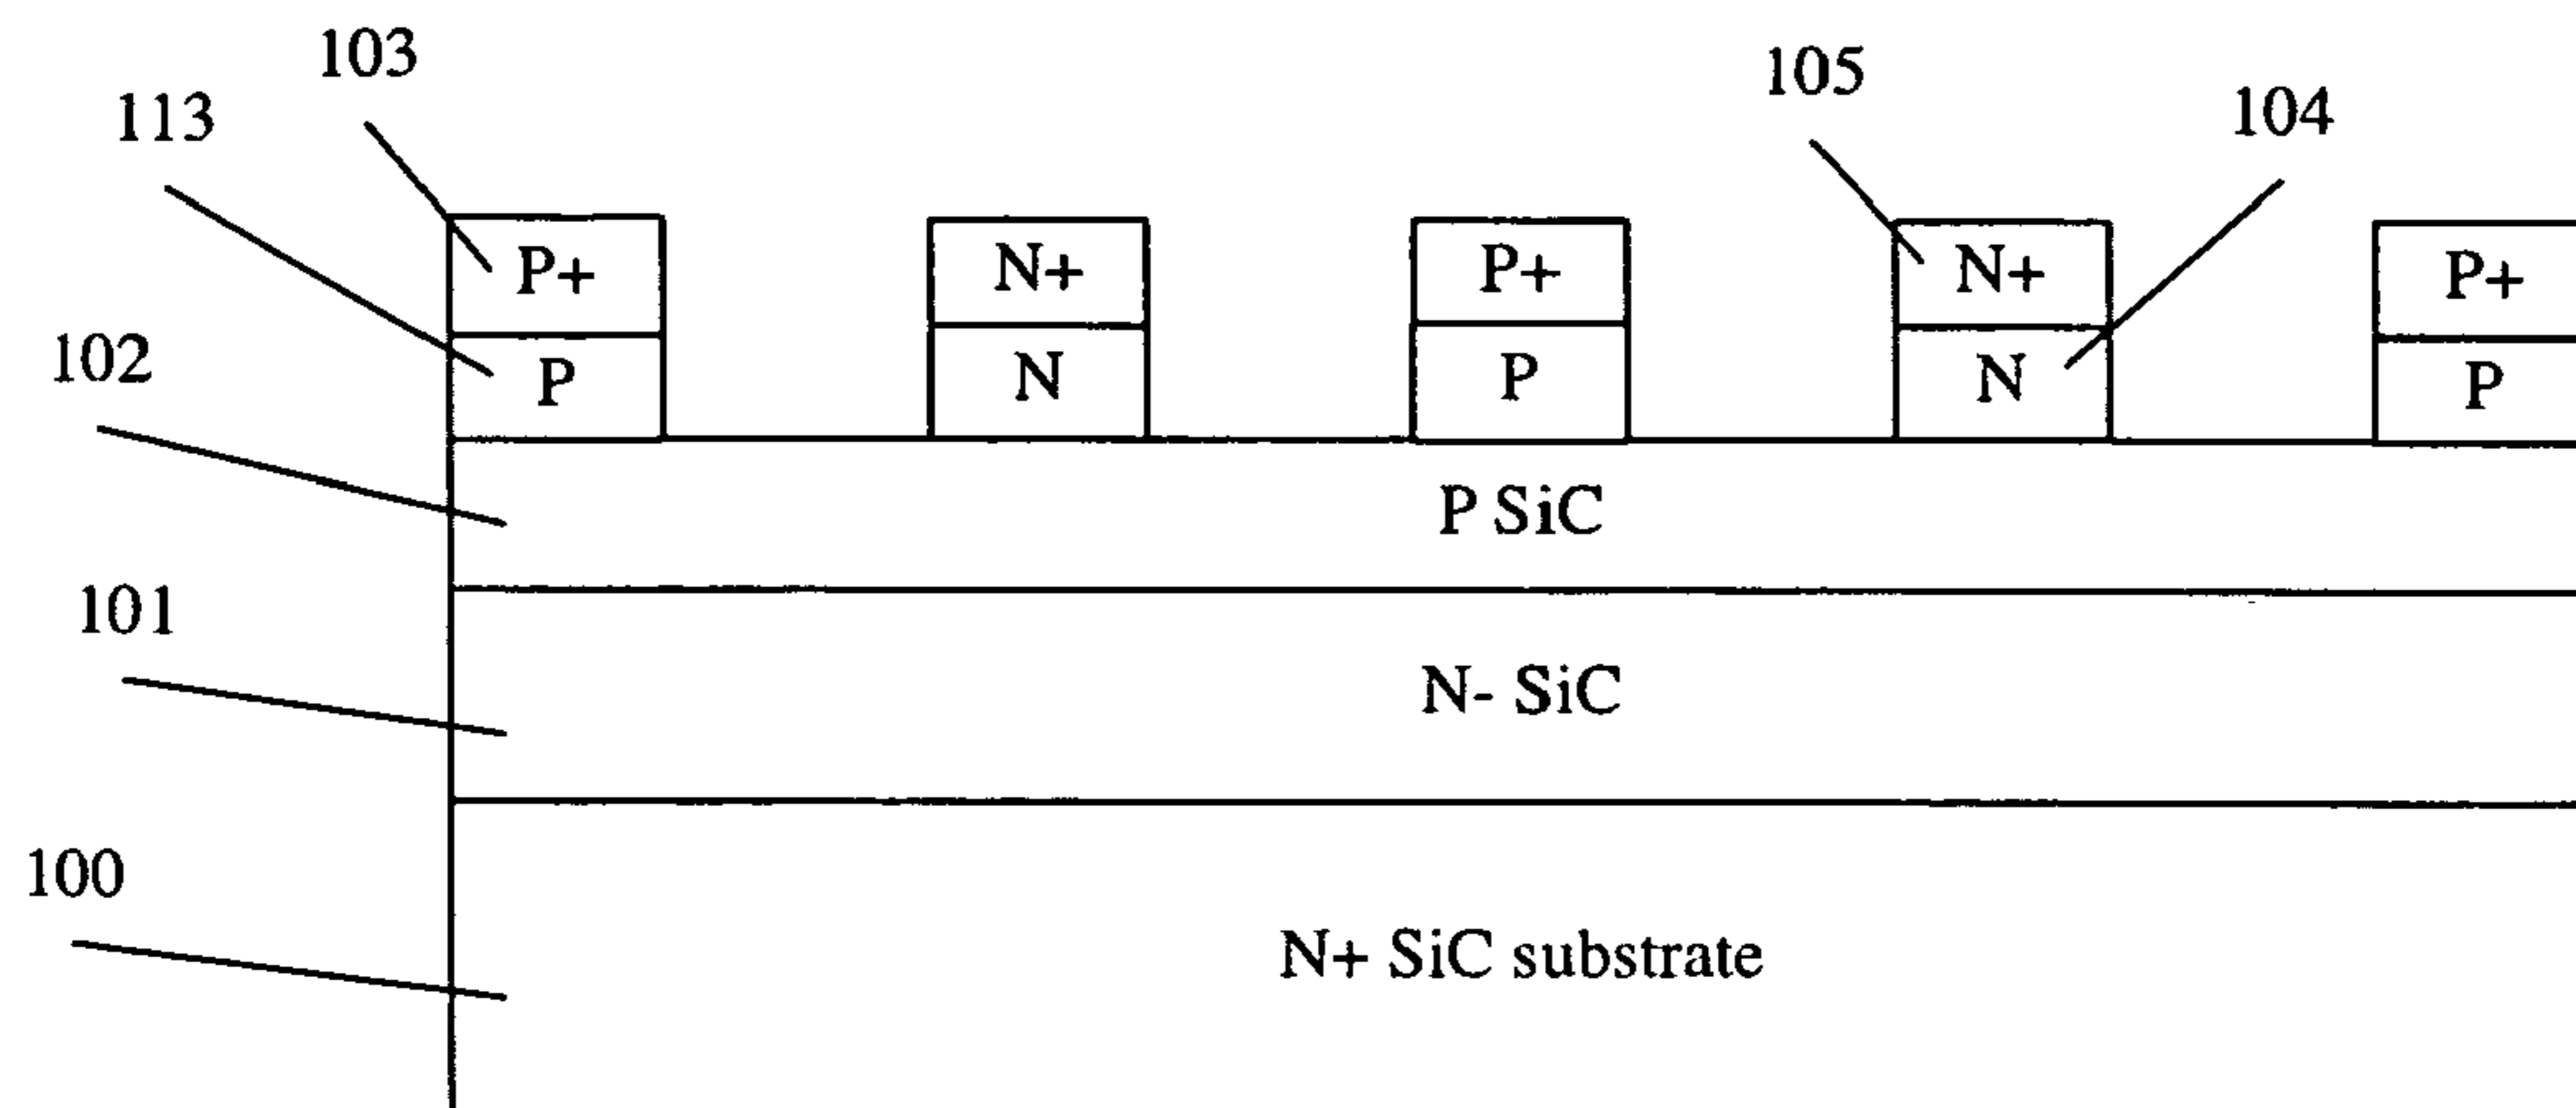 103
105
113
104
P+
N+
P+
N+
P+
P
N
P
N
P
102
P SiC
101
N- SiC
100
N+ SiC substrate